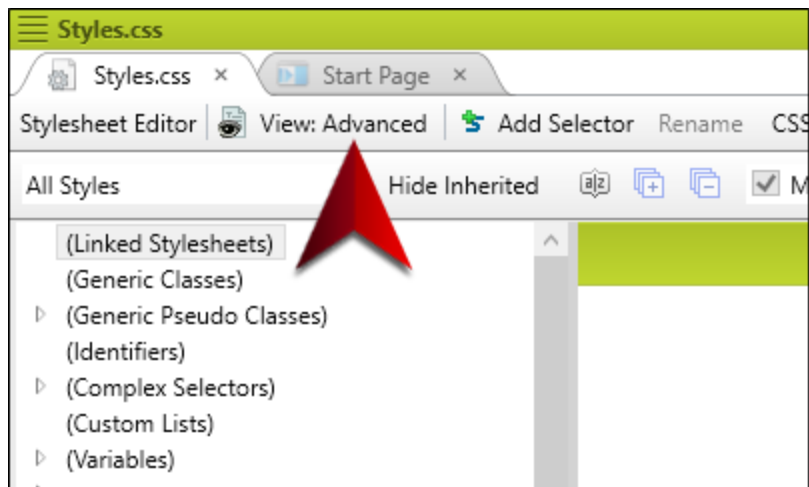 Styles.css
Styles.css × Start Page ×
Stylesheet Editor View: Advanced Add Selector Rename CSS
All Styles Hide Inherited a z
(Linked Stylesheets)
(Generic Classes)
(Generic Pseudo Classes)
(Identifiers)
(Complex Selectors)
(Custom Lists)
(Variables)